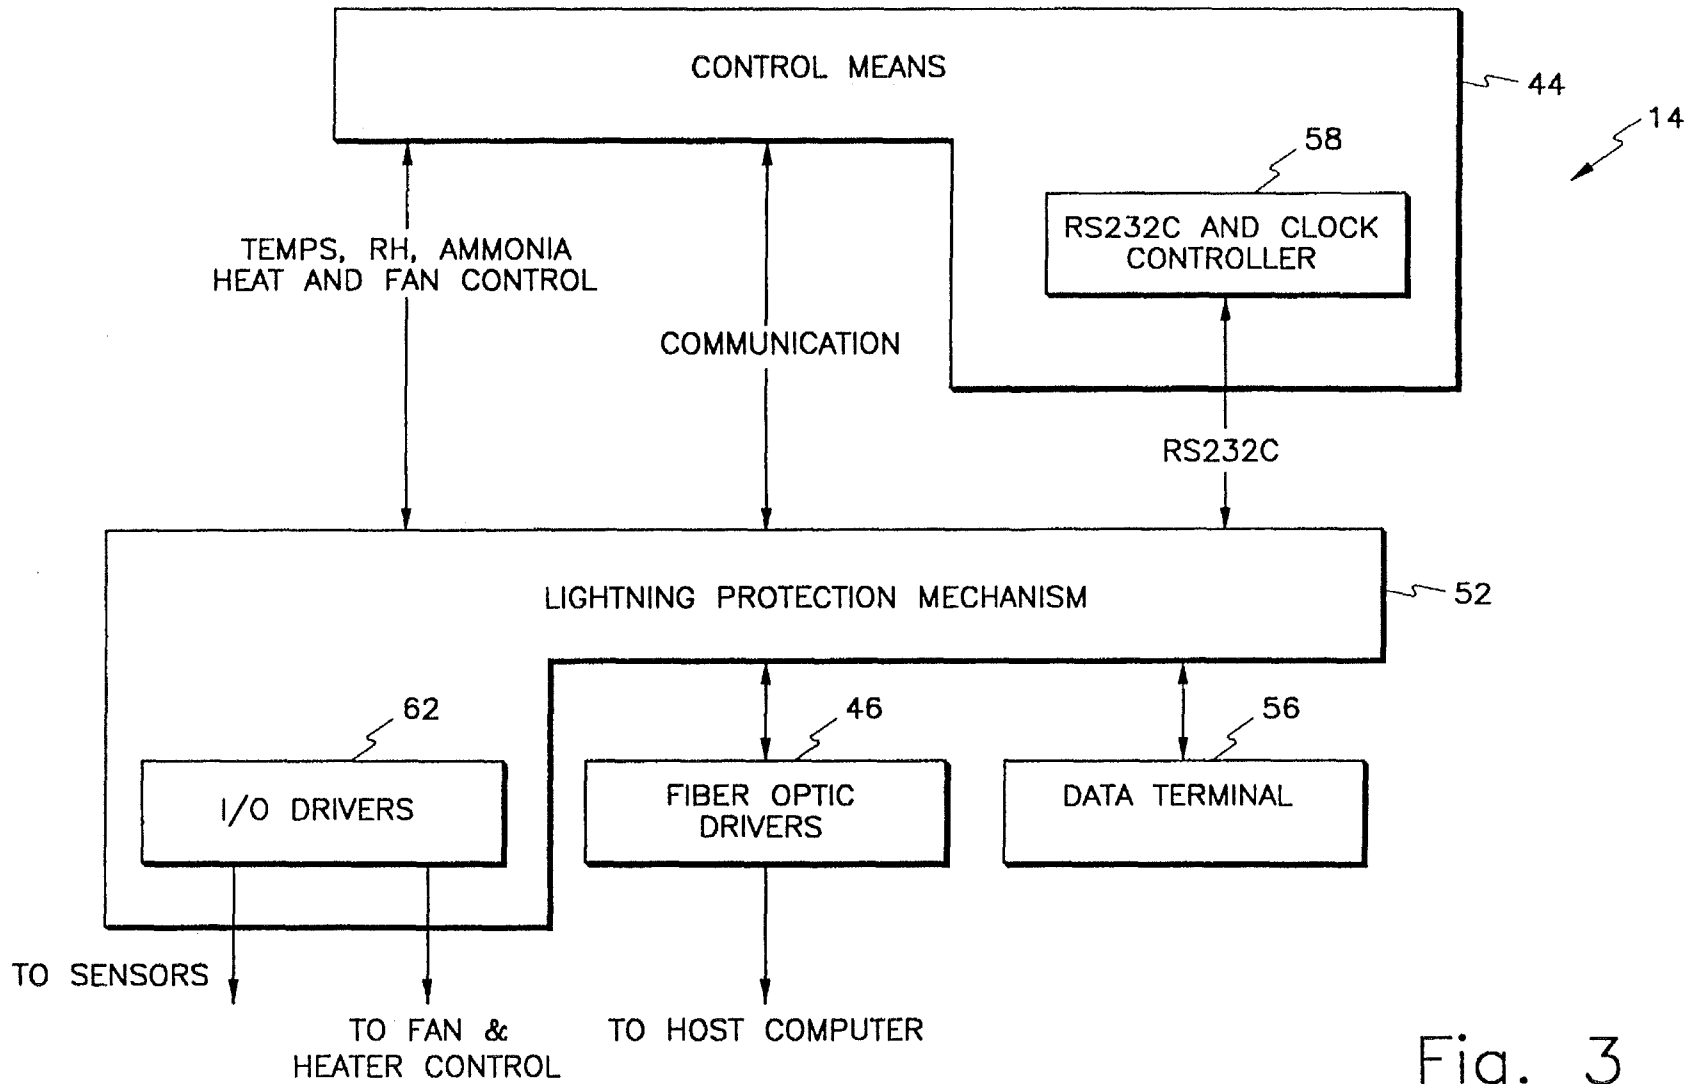 CONTROL MEANS
44
14
58
RS232C AND CLOCK
CONTROLLER
TEMPS, RH, AMMONIA
HEAT AND FAN CONTROL
COMMUNICATION
RS232C
LIGHTNING PROTECTION MECHANISM
52
62
46
56
I/O DRIVERS
FIBER OPTIC
DRIVERS
DATA TERMINAL
TO SENSORS
TO FAN &
HEATER CONTROL
TO HOST COMPUTER
Fig. 3